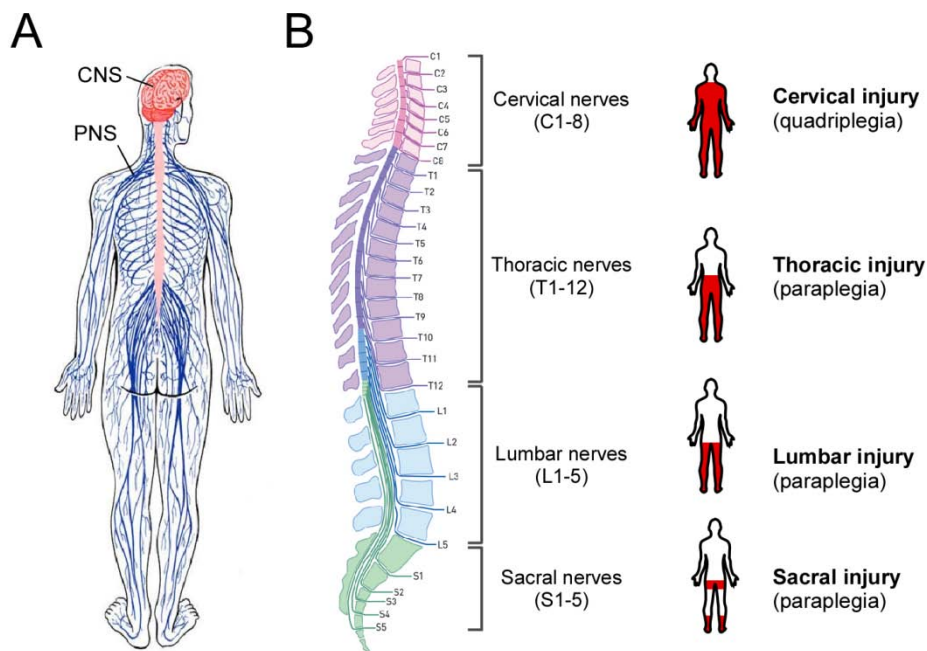 A
CNS
PNS
B
C1
C2
C3
C4
C5
C6
C7
C8
T1
T2
T3
T4
T5
T6
T7
T8
T9
T10
T11
T12
L1
L2
L3
L4
L5
S1
S2
S3
S4
S5
Cervical nerves
(C1-8)
Cervical injury
(quadriplegia)
Thoracic nerves
(T1-12)
Thoracic injury
(paraplegia)
Lumbar nerves
(L1-5)
Lumbar injury
(paraplegia)
Sacral nerves
(S1-5)
Sacral injury
(paraplegia)